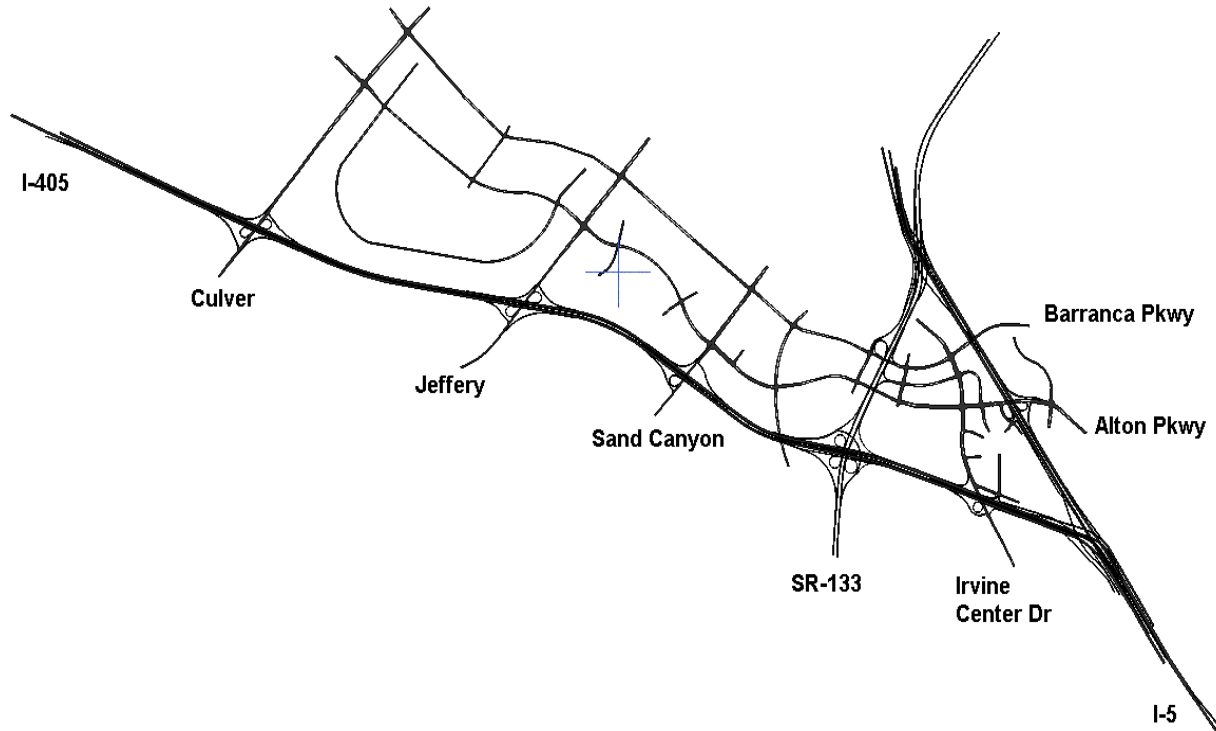 I-405
Culver
Jeffery
Sand Canyon
SR-133
Irvine
Center Dr
Barranca Pkwy
Alton Pkwy
I-5